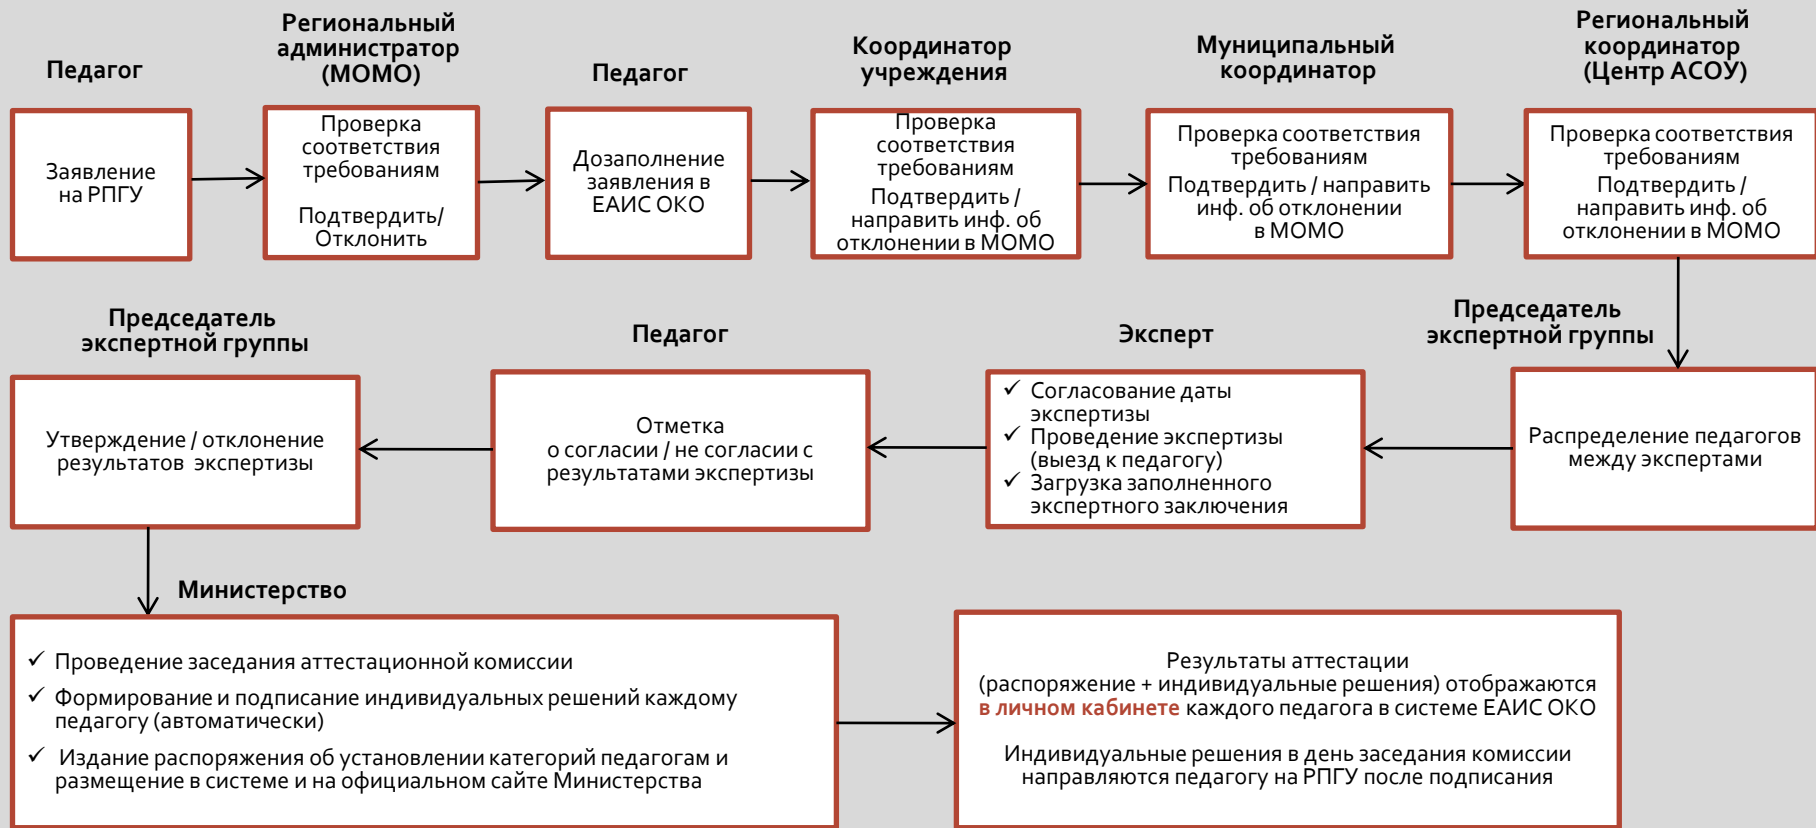 Педагог
Региональный
администратор
(МОМО)
Педагог
Координатор
учреждения
Муниципальный
координатор
Региональный
координатор
(Центр АСОУ)
Заявление
на РПГУ
Проверка
соответствия
требованиям
Подтвердить/
Отклонить
Дозаполнение
заявления в
ЕАИС ОКО
Проверка
соответствия
требованиям
Подтвердить /
направить инф. об
отклонении в МОМО
Проверка соответствия
требованиям
Подтвердить / направить
инф. об отклонении
в МОМО
Проверка соответствия
требованиям
Подтвердить /
направить инф. об
отклонении в МОМО
Председатель
экспертной группы
Эксперт
Педагог
Председатель
экспертной группы
Распределение педагогов
между экспертами
✓ Согласование даты
экспертизы
✓ Проведение экспертизы
(выезд к педагогу)
✓ Загрузка заполненного
экспертного заключения
Отметка
о согласии / не согласии с
результатами экспертизы
Утверждение / отклонение
результатов экспертизы
Министерство
✓ Проведение заседания аттестационной комиссии
✓ Формирование и подписание индивидуальных решений каждому
педагогу (автоматически)
✓ Издание распоряжения об установлении категорий педагогам и
размещение в системе и на официальном сайте Министерства
Результаты аттестации
(распоряжение + индивидуальные решения) отображаются
в личном кабинете каждого педагога в системе ЕАИС ОКО
Индивидуальные решения в день заседания комиссии
направляются педагогу на РПГУ после подписания